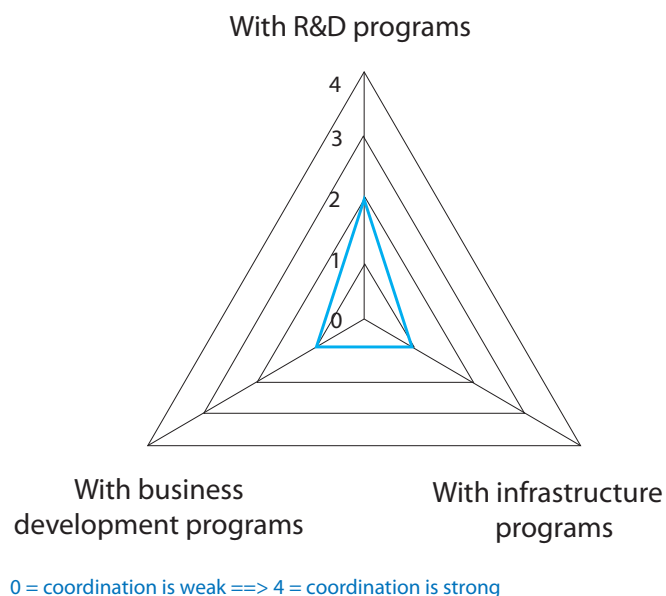 With R&D programs
4
3
2
1
0
With business
development programs
With infrastructure
programs
0 = coordination is weak ==> 4 = coordination is strong